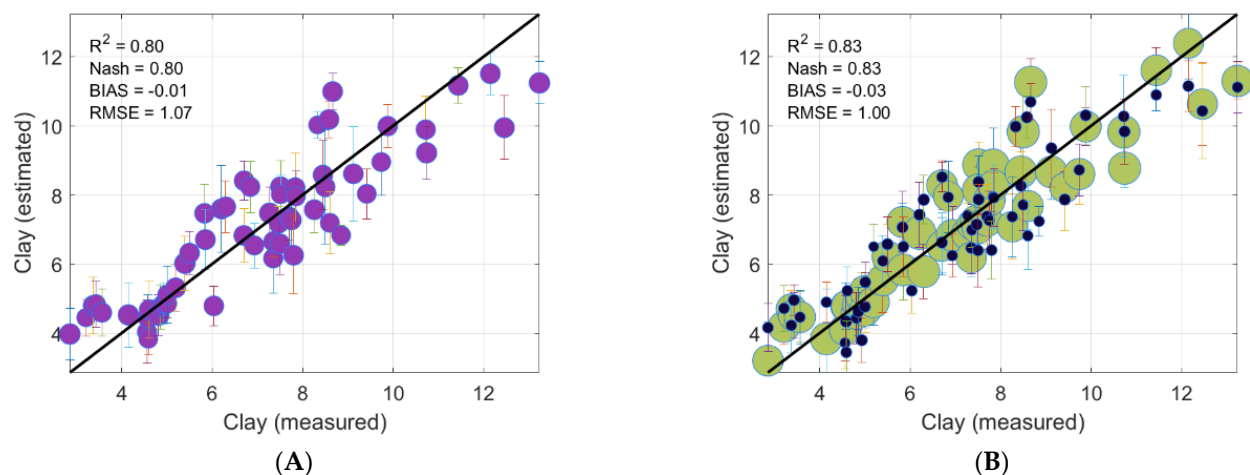 R² = 0.80
Nash = 0.80
BIAS = -0.01
RMSE = 1.07
12
10
8
6
4
4 6 8 10 12
Clay (estimated)
Clay (measured)
(A)
R² = 0.83
Nash = 0.83
BIAS = -0.03
RMSE = 1.00
12
10
8
6
4
4 6 8 10 12
Clay (estimated)
Clay (measured)
(B)